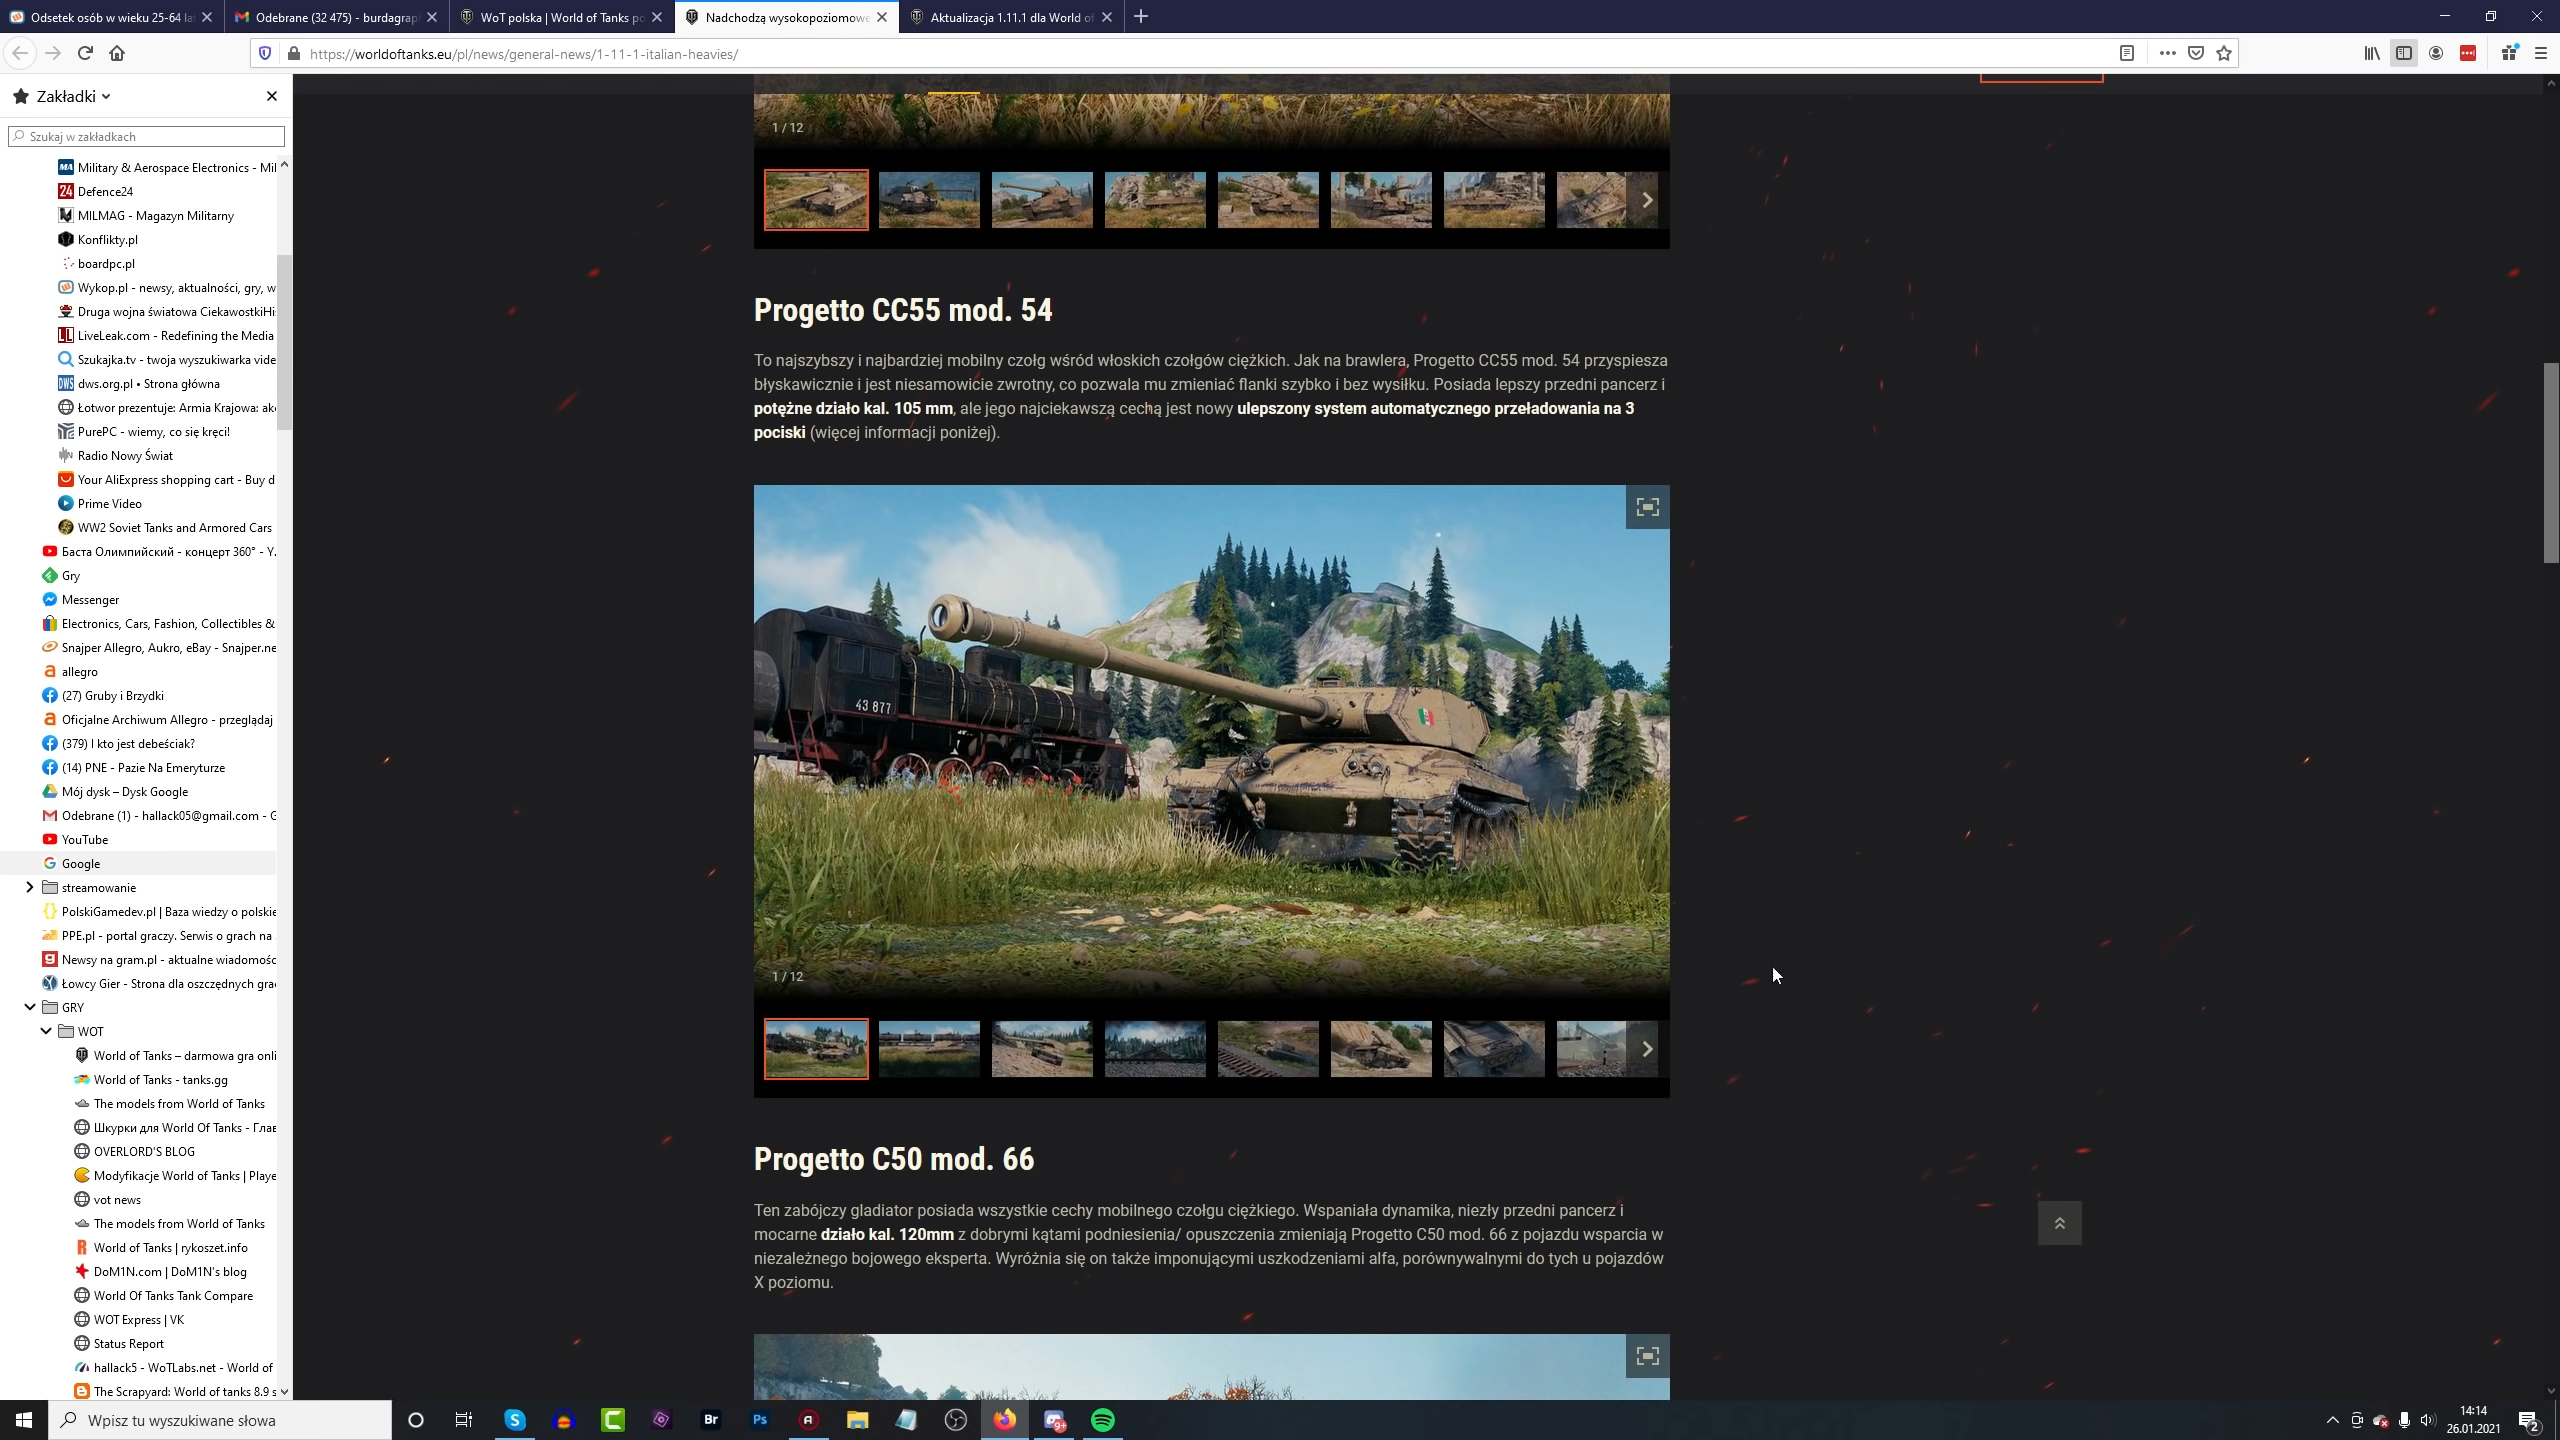 Odsetek osób w wieku 25-64 la
Odebrane (32 475) - burdagrap
WoT polska | World of Tanks po
Nadchodzą wysokopoziomowe
Aktualizacja 1.11.1 dla World of
https://worldoftanks.eu/pl/news/general-news/1-11-1-italian-heavies/
Zakładki
Szukaj w zakładkach
Military & Aerospace Electronics - Mil
Defence24
MILMAG - Magazyn Militarny
Konflikty.pl
boardpc.pl
Wykop.pl - newsy, aktualności, gry, w
Druga wojna światowa CiekawostkiHi
LiveLeak.com - Redefining the Media
Szukajka.tv - twoja wyszukiwarka vide
dws.org.pl • Strona główna
Łotwor prezentuje: Armia Krajowa: ak
PurePC - wiemy, co się kręci!
Radio Nowy Świat
Your AliExpress shopping cart - Buy d
Prime Video
WW2 Soviet Tanks and Armored Cars
Баста Олимпийский - концерт 360° - Y
Gry
Messenger
Electronics, Cars, Fashion, Collectibles &
Snajper Allegro, Aukro, eBay - Snajper.ne
allegro
(27) Gruby i Brzydki
Oficjalne Archiwum Allegro - przeglądaj
(379) I kto jest debeściak?
(14) PNE - Pazie Na Emeryturze
Mój dysk – Dysk Google
Odebrane (1) - hallack05@gmail.com - G
YouTube
Google
streamowanie
PolskiGamedev.pl | Baza wiedzy o polskie
PPE.pl - portal graczy. Serwis o grach na
Newsy na gram.pl - aktualne wiadomośc
Łowcy Gier - Strona dla oszczędnych gra
GRY
WOT
World of Tanks – darmowa gra onli
World of Tanks - tanks.gg
The models from World of Tanks
Шкурки для World Of Tanks - Глав
OVERLORD'S BLOG
Modyfikacje World of Tanks | Playe
vot news
The models from World of Tanks
World of Tanks | rykoszet.info
DoM1N.com | DoM1N's blog
World Of Tanks Tank Compare
WOT Express | VK
Status Report
hallack5 - WoTLabs.net - World of
The Scrapyard: World of tanks 8.9 s
1 / 12
Progetto CC55 mod. 54
To najszybszy i najbardziej mobilny czołg wśród włoskich czołgów ciężkich. Jak na brawlera, Progetto CC55 mod. 54 przyspiesza
błyskawicznie i jest niesamowicie zwrotny, co pozwala mu zmieniać flanki szybko i bez wysiłku. Posiada lepszy przedni pancerz i
potężne działo kal. 105 mm, ale jego najciekawszą cechą jest nowy ulepszony system automatycznego przeładowania na 3
pociski (więcej informacji poniżej).
43 877
1 / 12
Progetto C50 mod. 66
Ten zabójczy gladiator posiada wszystkie cechy mobilnego czołgu ciężkiego. Wspaniała dynamika, niezły przedni pancerz i
mocarne działo kal. 120mm z dobrymi kątami podniesienia/ opuszczenia zmieniają Progetto C50 mod. 66 z pojazdu wsparcia w
niezależnego bojowego eksperta. Wyróżnia się on także imponującymi uszkodzeniami alfa, porównywalnymi do tych u pojazdów
X poziomu.
Wpisz tu wyszukiwane słowa
Br
Ps
9+
14:14
26.01.2021
2